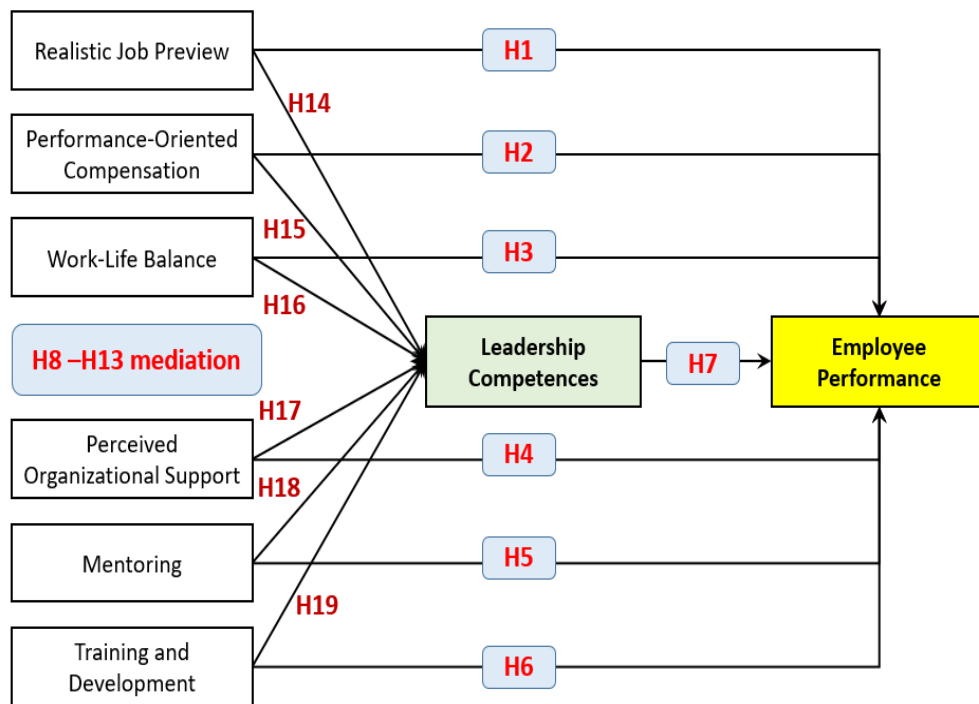 Realistic Job Preview
H1
H14
Performance-Oriented
Compensation
H2
H15
Work-Life Balance
H3
H16
H8 –H13 mediation
Leadership
Competences
H7
Employee
Performance
H17
Perceived
Organizational Support
H4
H18
Mentoring
H5
H19
Training and
Development
H6